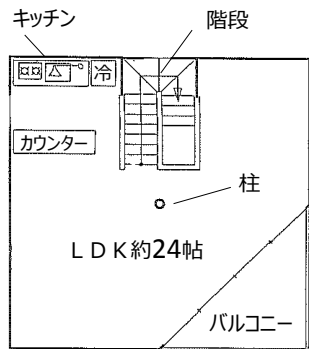 キッチン
階段
冷
カウンター
柱
LDK約24帖
バルコニー